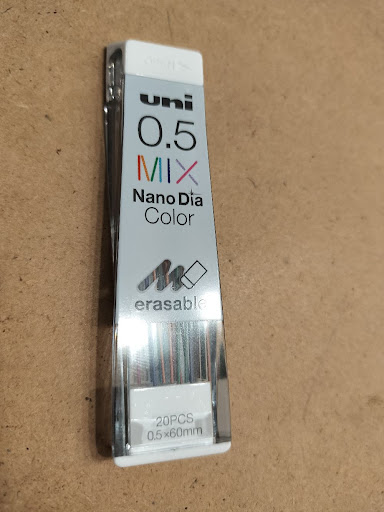 uni
0.5
MIX
Nano Dia
Color
erasable
20PCS
0.5×60mm